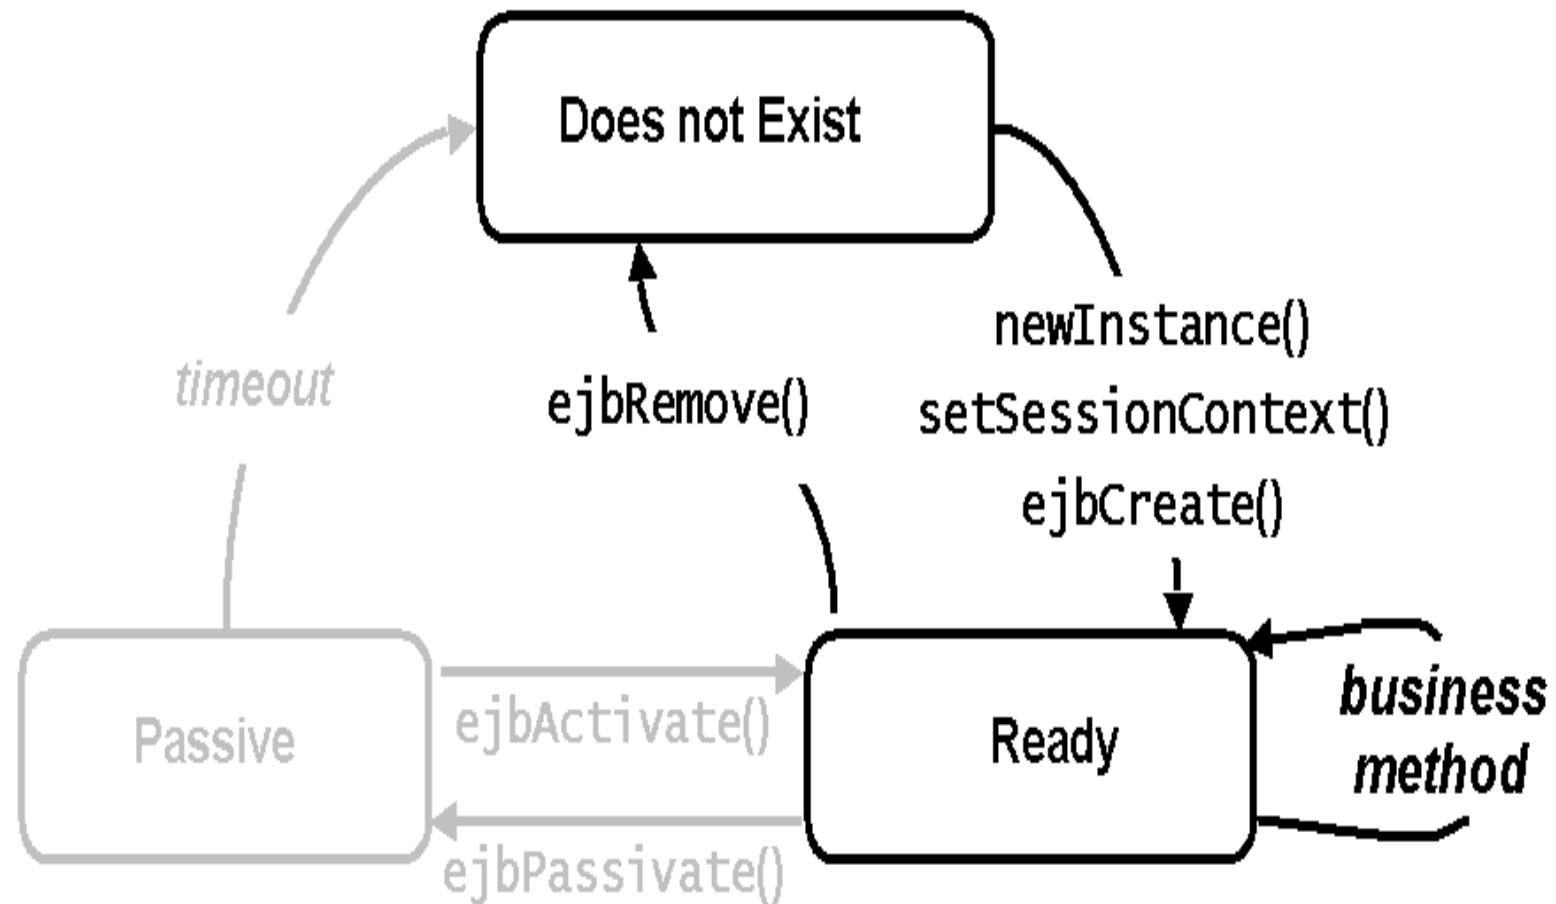 Does not Exist
newInstance()
timeout
ejbRemove()
setSessionContext()
ejbCreate()
business
method
Passive
ejbActivate()
Ready
ejbPassivate()